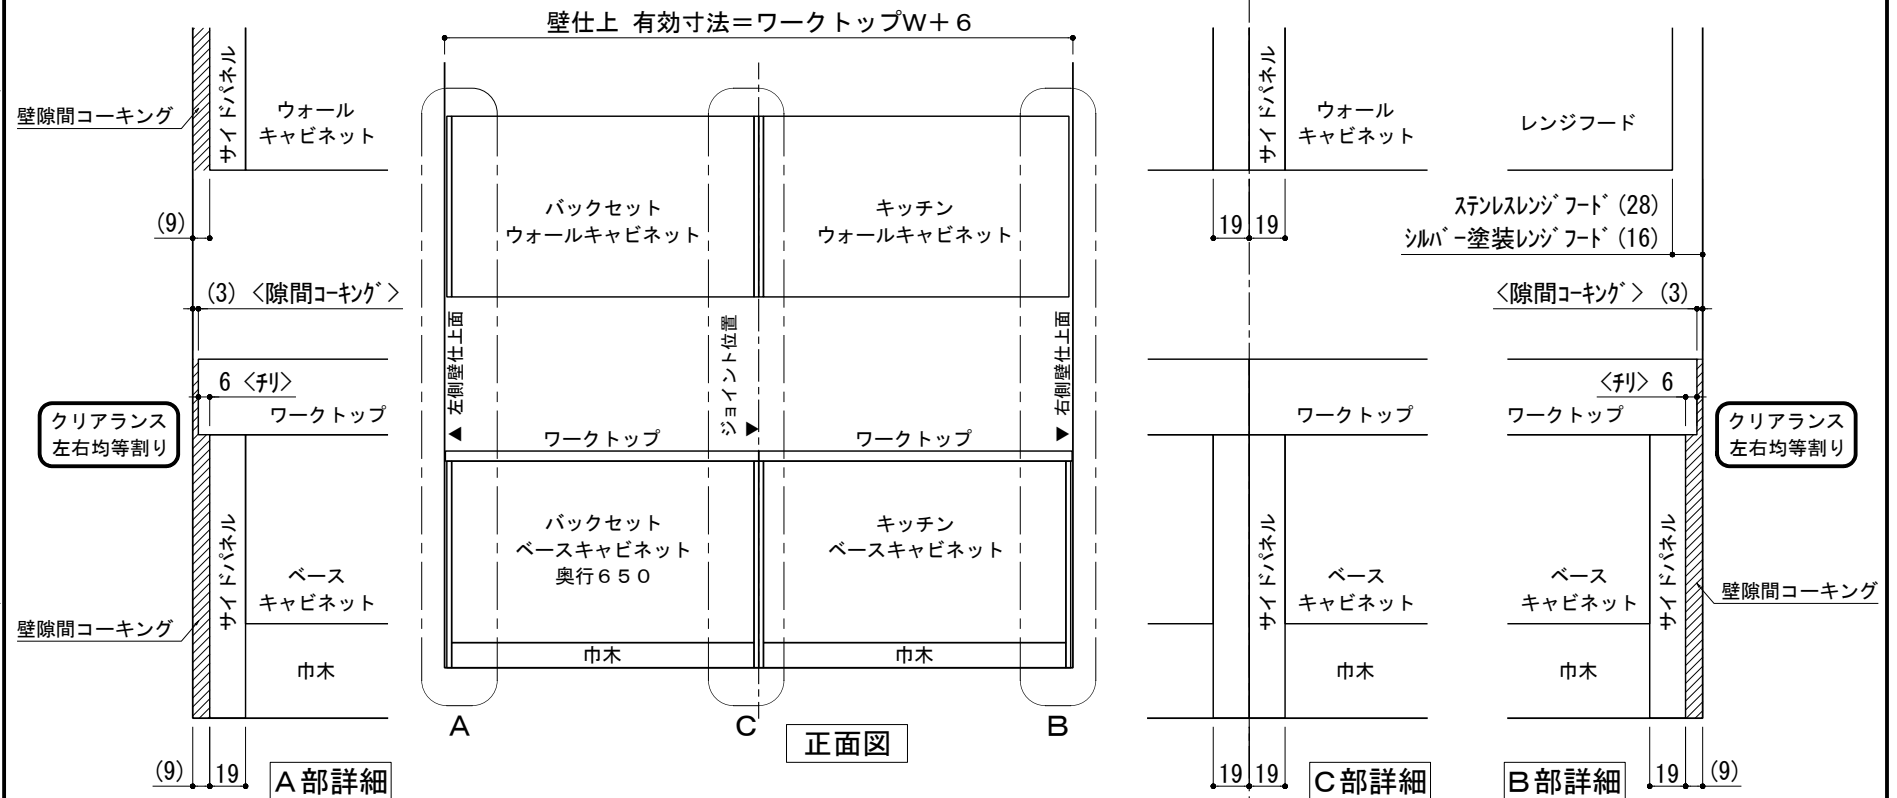 壁仕上 有効寸法＝ワークトップW＋6
壁隙間コーキング
サイドパネル
ウォール
キャビネット
(9)
(3) <隙間ｺｰｷﾝｸﾞ>
6 <ﾁﾘ>
ワークトップ
クリアランス
左右均等割り
サイドパネル
ベース
キャビネット
壁隙間コーキング
巾木
(9)
19
A部詳細
バックセット
ウォールキャビネット
キッチン
ウォールキャビネット
左側壁仕上面
ジョイント位置
右側壁仕上面
ワークトップ
ワークトップ
バックセット
ベースキャビネット
奥行650
キッチン
ベースキャビネット
巾木
巾木
A
C
B
正面図
サイドパネル
ウォール
キャビネット
19
19
ワークトップ
サイドパネル
ベース
キャビネット
巾木
19
19
C部詳細
レンジフード
ｽﾃﾝﾚｽﾚﾝｼﾞﾌｰﾄﾞ(28)
ｼﾙﾊﾞｰ塗装ﾚﾝｼﾞﾌｰﾄﾞ(16)
<隙間ｺｰｷﾝｸﾞ> (3)
<ﾁﾘ> 6
ワークトップ
クリアランス
左右均等割り
ベース
キャビネット
サイドパネル
壁隙間コーキング
巾木
19
(9)
B部詳細